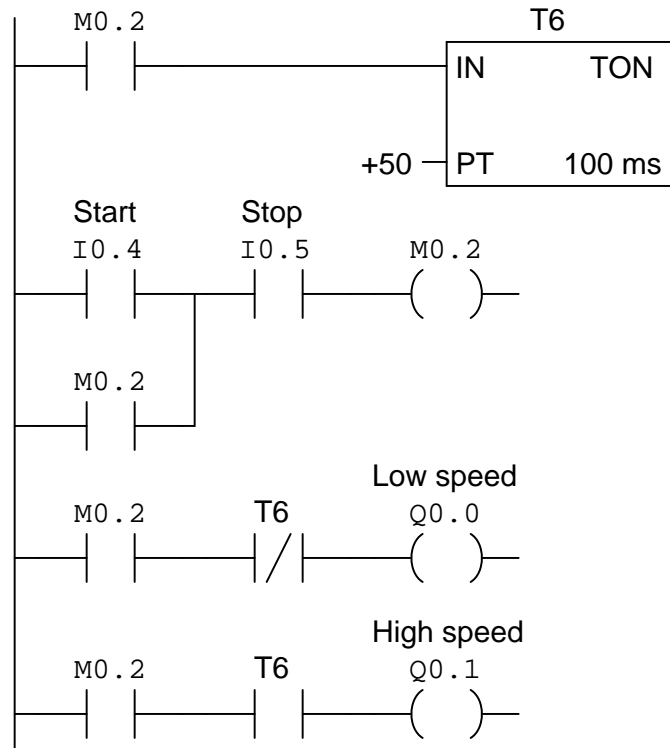 M0.2 T6
IN TON
+50 PT 100 ms
Start Stop
I0.4 I0.5 M0.2
M0.2
Low speed
M0.2 T6 Q0.0
High speed
M0.2 T6 Q0.1